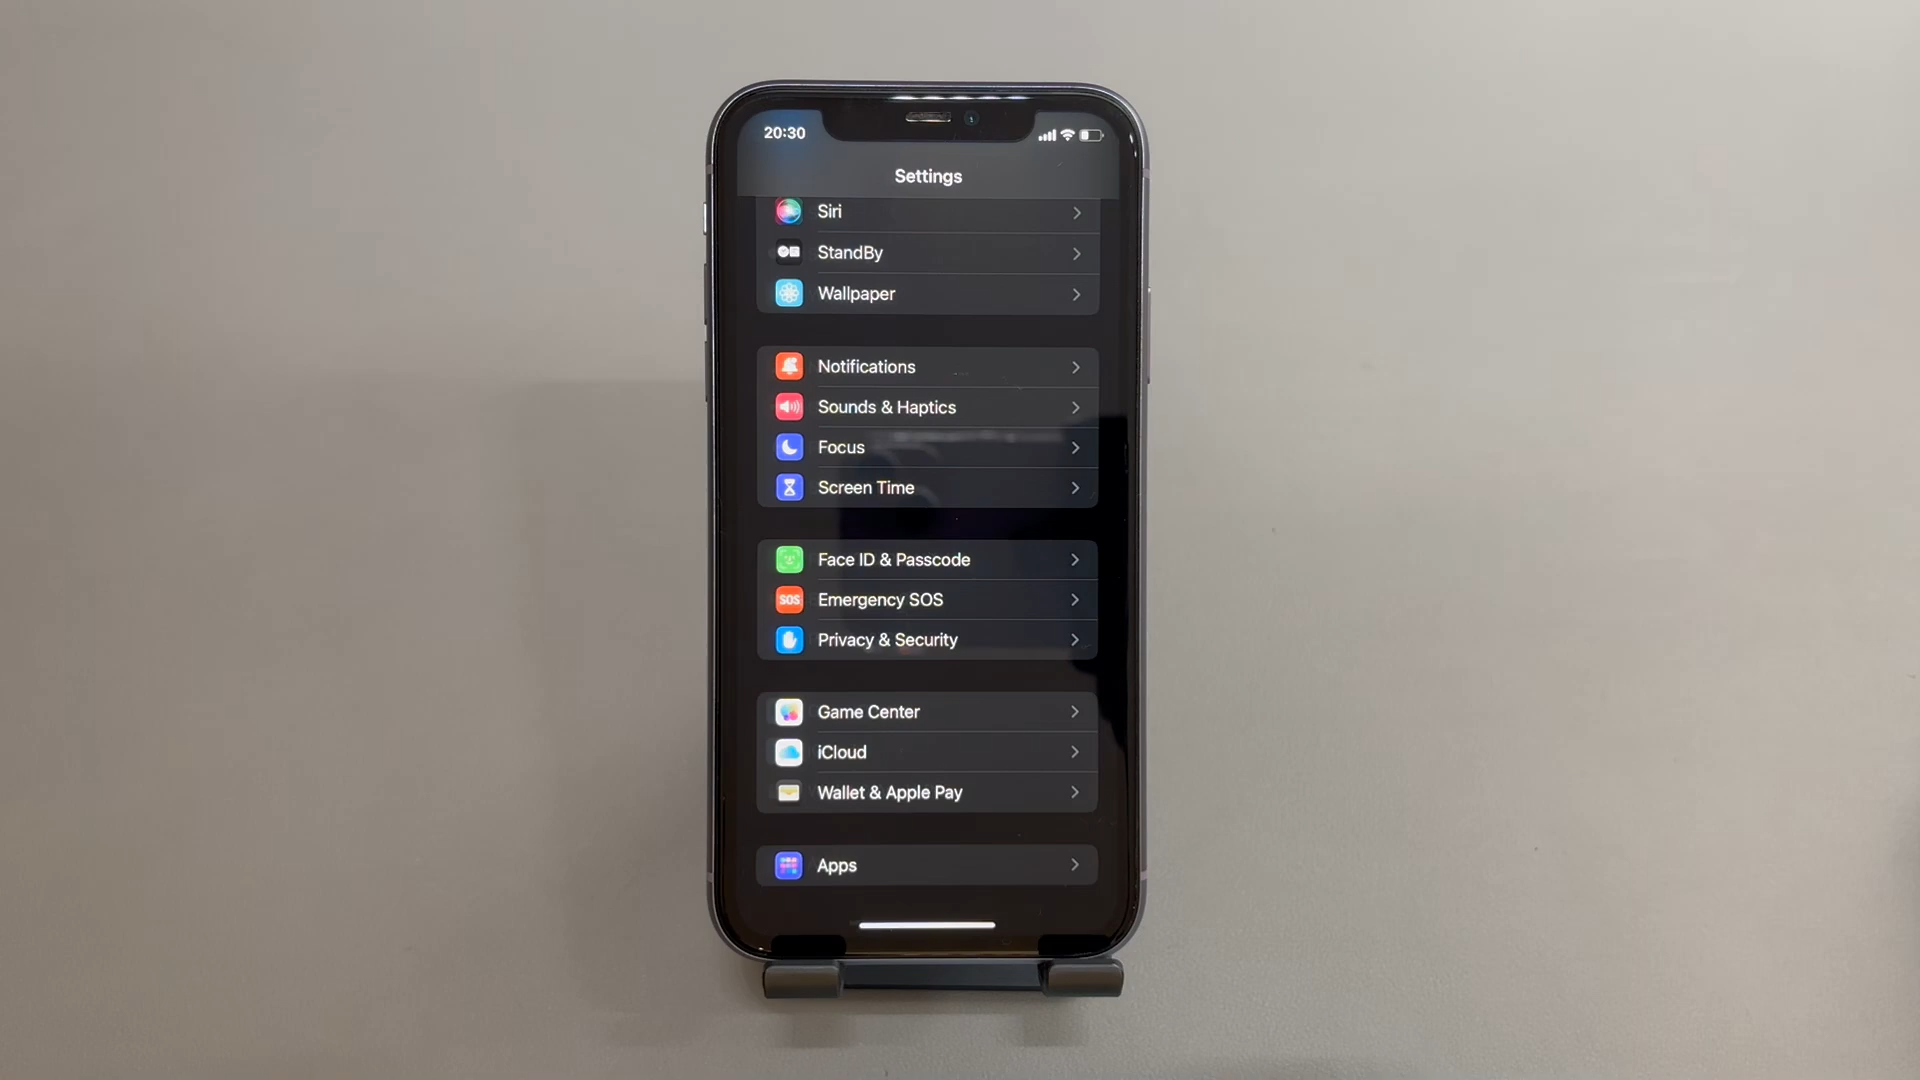 20:30
Settings
Siri
StandBy
Wallpaper
Notifications
Sounds & Haptics
Focus
Screen Time
Face ID & Passcode
SOS Emergency SOS
Privacy & Security
Game Center
iCloud
Wallet & Apple Pay
Apps